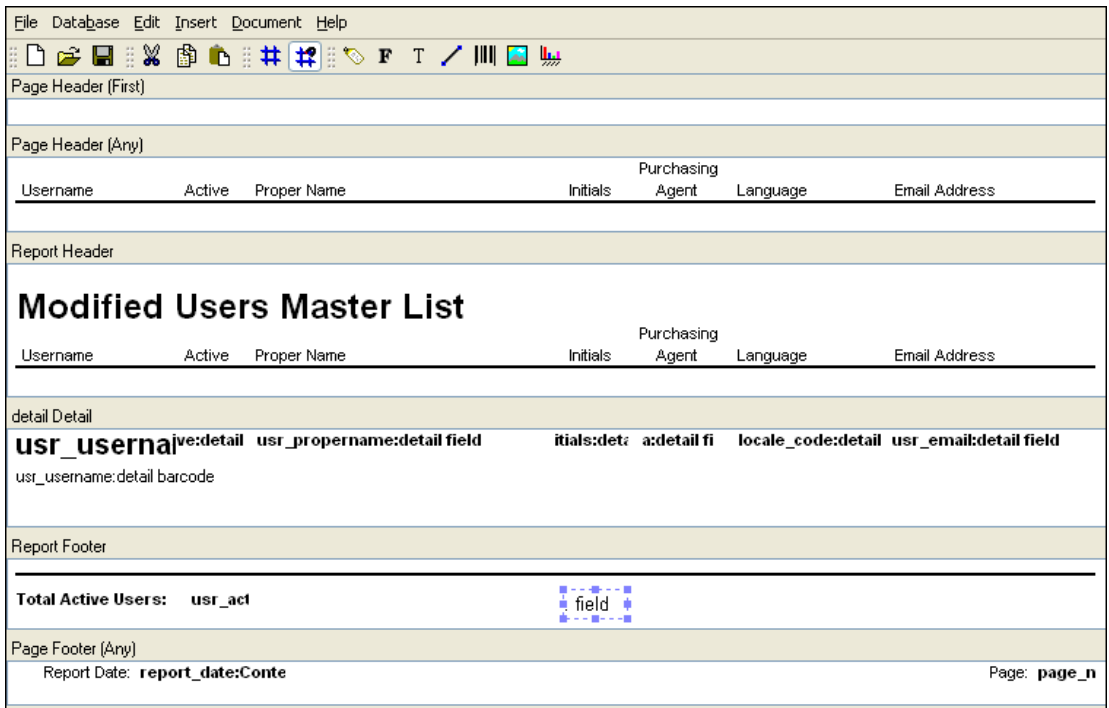 File Database Edit Insert Document Help
F T
Page Header (First)
Page Header (Any)
Purchasing
Username Active Proper Name Initials Agent Language Email Address
Report Header
Modified Users Master List
Purchasing
Username Active Proper Name Initials Agent Language Email Address
detail Detail
usr_usernai ve:detail usr_propername:detail field itials:deta a:detail fi locale_code:detail usr_email:detail field
usr_username:detail barcode
Report Footer
Total Active Users: usr_act field
Page Footer (Any)
Report Date: report_date:Conte Page: page_n